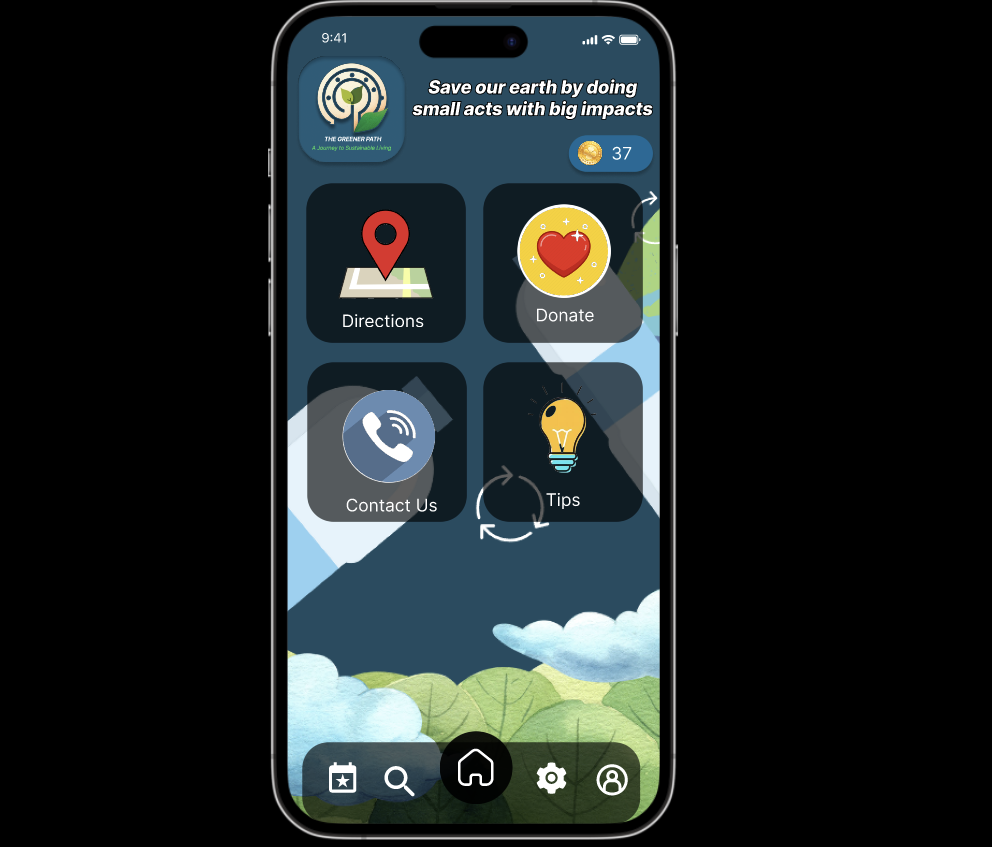 9:41
Save our earth by doing
small acts with big impacts
THE GREENER PATH
A Journey to Sustainable Living
37
Directions
Donate
Contact Us
Tips